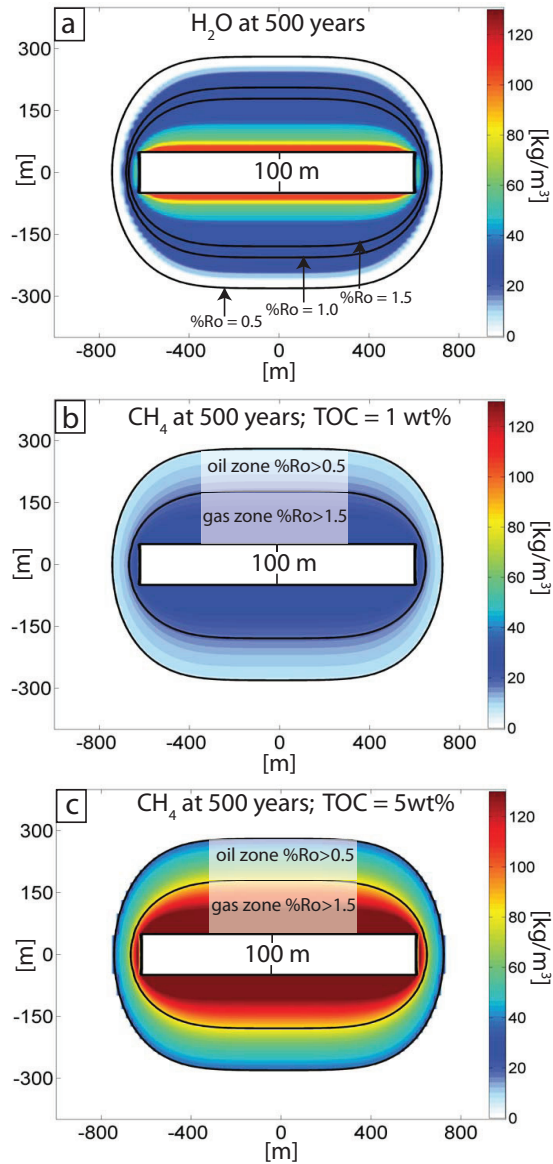 a
H₂O at 500 years
300
150
0
-150
-300
[m]
100 m
%Ro = 0.5
%Ro = 1.0
%Ro = 1.5
-800
-400
0
400
800
[m]
120
100
80
60
40
20
0
[kg/m³]
b
CH₄ at 500 years; TOC = 1 wt%
300
150
0
-150
-300
[m]
oil zone %Ro>0.5
gas zone %Ro>1.5
100 m
-800
-400
0
400
800
[m]
120
100
80
60
40
20
0
[kg/m³]
c
CH₄ at 500 years; TOC = 5wt%
300
150
0
-150
-300
[m]
oil zone %Ro>0.5
gas zone %Ro>1.5
100 m
-800
-400
0
400
800
[m]
120
100
80
60
40
20
0
[kg/m³]